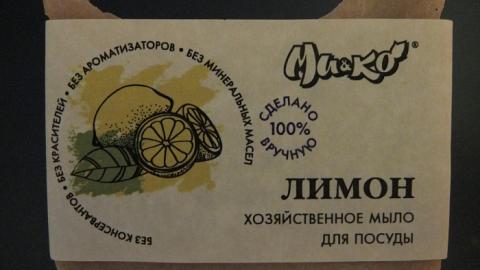 Ми&Ко®
БЕЗ КОНСЕРВАНТОВ • БЕЗ КРАСИТЕЛЕЙ • БЕЗ АРОМАТИЗАТОРОВ • БЕЗ МИНЕРАЛЬНЫХ МАСЕЛ
СДЕЛАНО
100%
ВРУЧНУЮ
ЛИМОН
ХОЗЯЙСТВЕННОЕ МЫЛО
ДЛЯ ПОСУДЫ